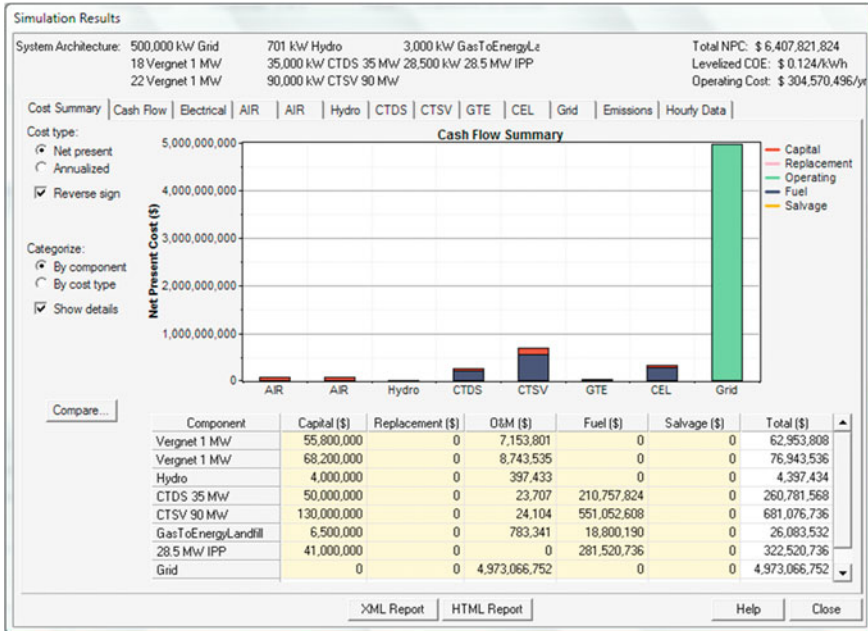 Simulation Results
System Architecture: 500,000 kW Grid 701 kW Hydro 3,000 kW GasToEnergyLa Total NPC: $ 6,407,821,824
18 Vergnet 1 MW 35,000 kW CTDS 35 MW 28,500 kW 28.5 MW IPP Levelized COE: $ 0.124/kWh
22 Vergnet 1 MW 90,000 kW CTSV 90 MW Operating Cost: $ 304,570,496/yr
Cost Summary Cash Flow Electrical AIR AIR Hydro CTDS CTSV GTE CEL Grid Emissions Hourly Data
Cost type:
Net present
Annualized
Reverse sign
Categorize:
By component
By cost type
Show details
Compare...
Cash Flow Summary
Net Present Cost ($)
5,000,000,000
4,000,000,000
3,000,000,000
2,000,000,000
1,000,000,000
0
AIR AIR Hydro CTDS CTSV GTE CEL Grid
Capital
Replacement
Operating
Fuel
Salvage
Component Capital ($) Replacement ($) O&M ($) Fuel ($) Salvage ($) Total ($)
Vergnet 1 MW 55,800,000 0 7,153,801 0 0 62,953,808
Vergnet 1 MW 68,200,000 0 8,743,535 0 0 76,943,536
Hydro 4,000,000 0 397,433 0 0 4,397,434
CTDS 35 MW 50,000,000 0 23,707 210,757,824 0 260,781,568
CTSV 90 MW 130,000,000 0 24,104 551,052,608 0 681,076,736
GasToEnergyLandfill 6,500,000 0 783,341 18,800,190 0 26,083,532
28.5 MW IPP 41,000,000 0 0 281,520,736 0 322,520,736
Grid 0 0 4,973,066,752 0 0 4,973,066,752
XML Report HTML Report Help Close